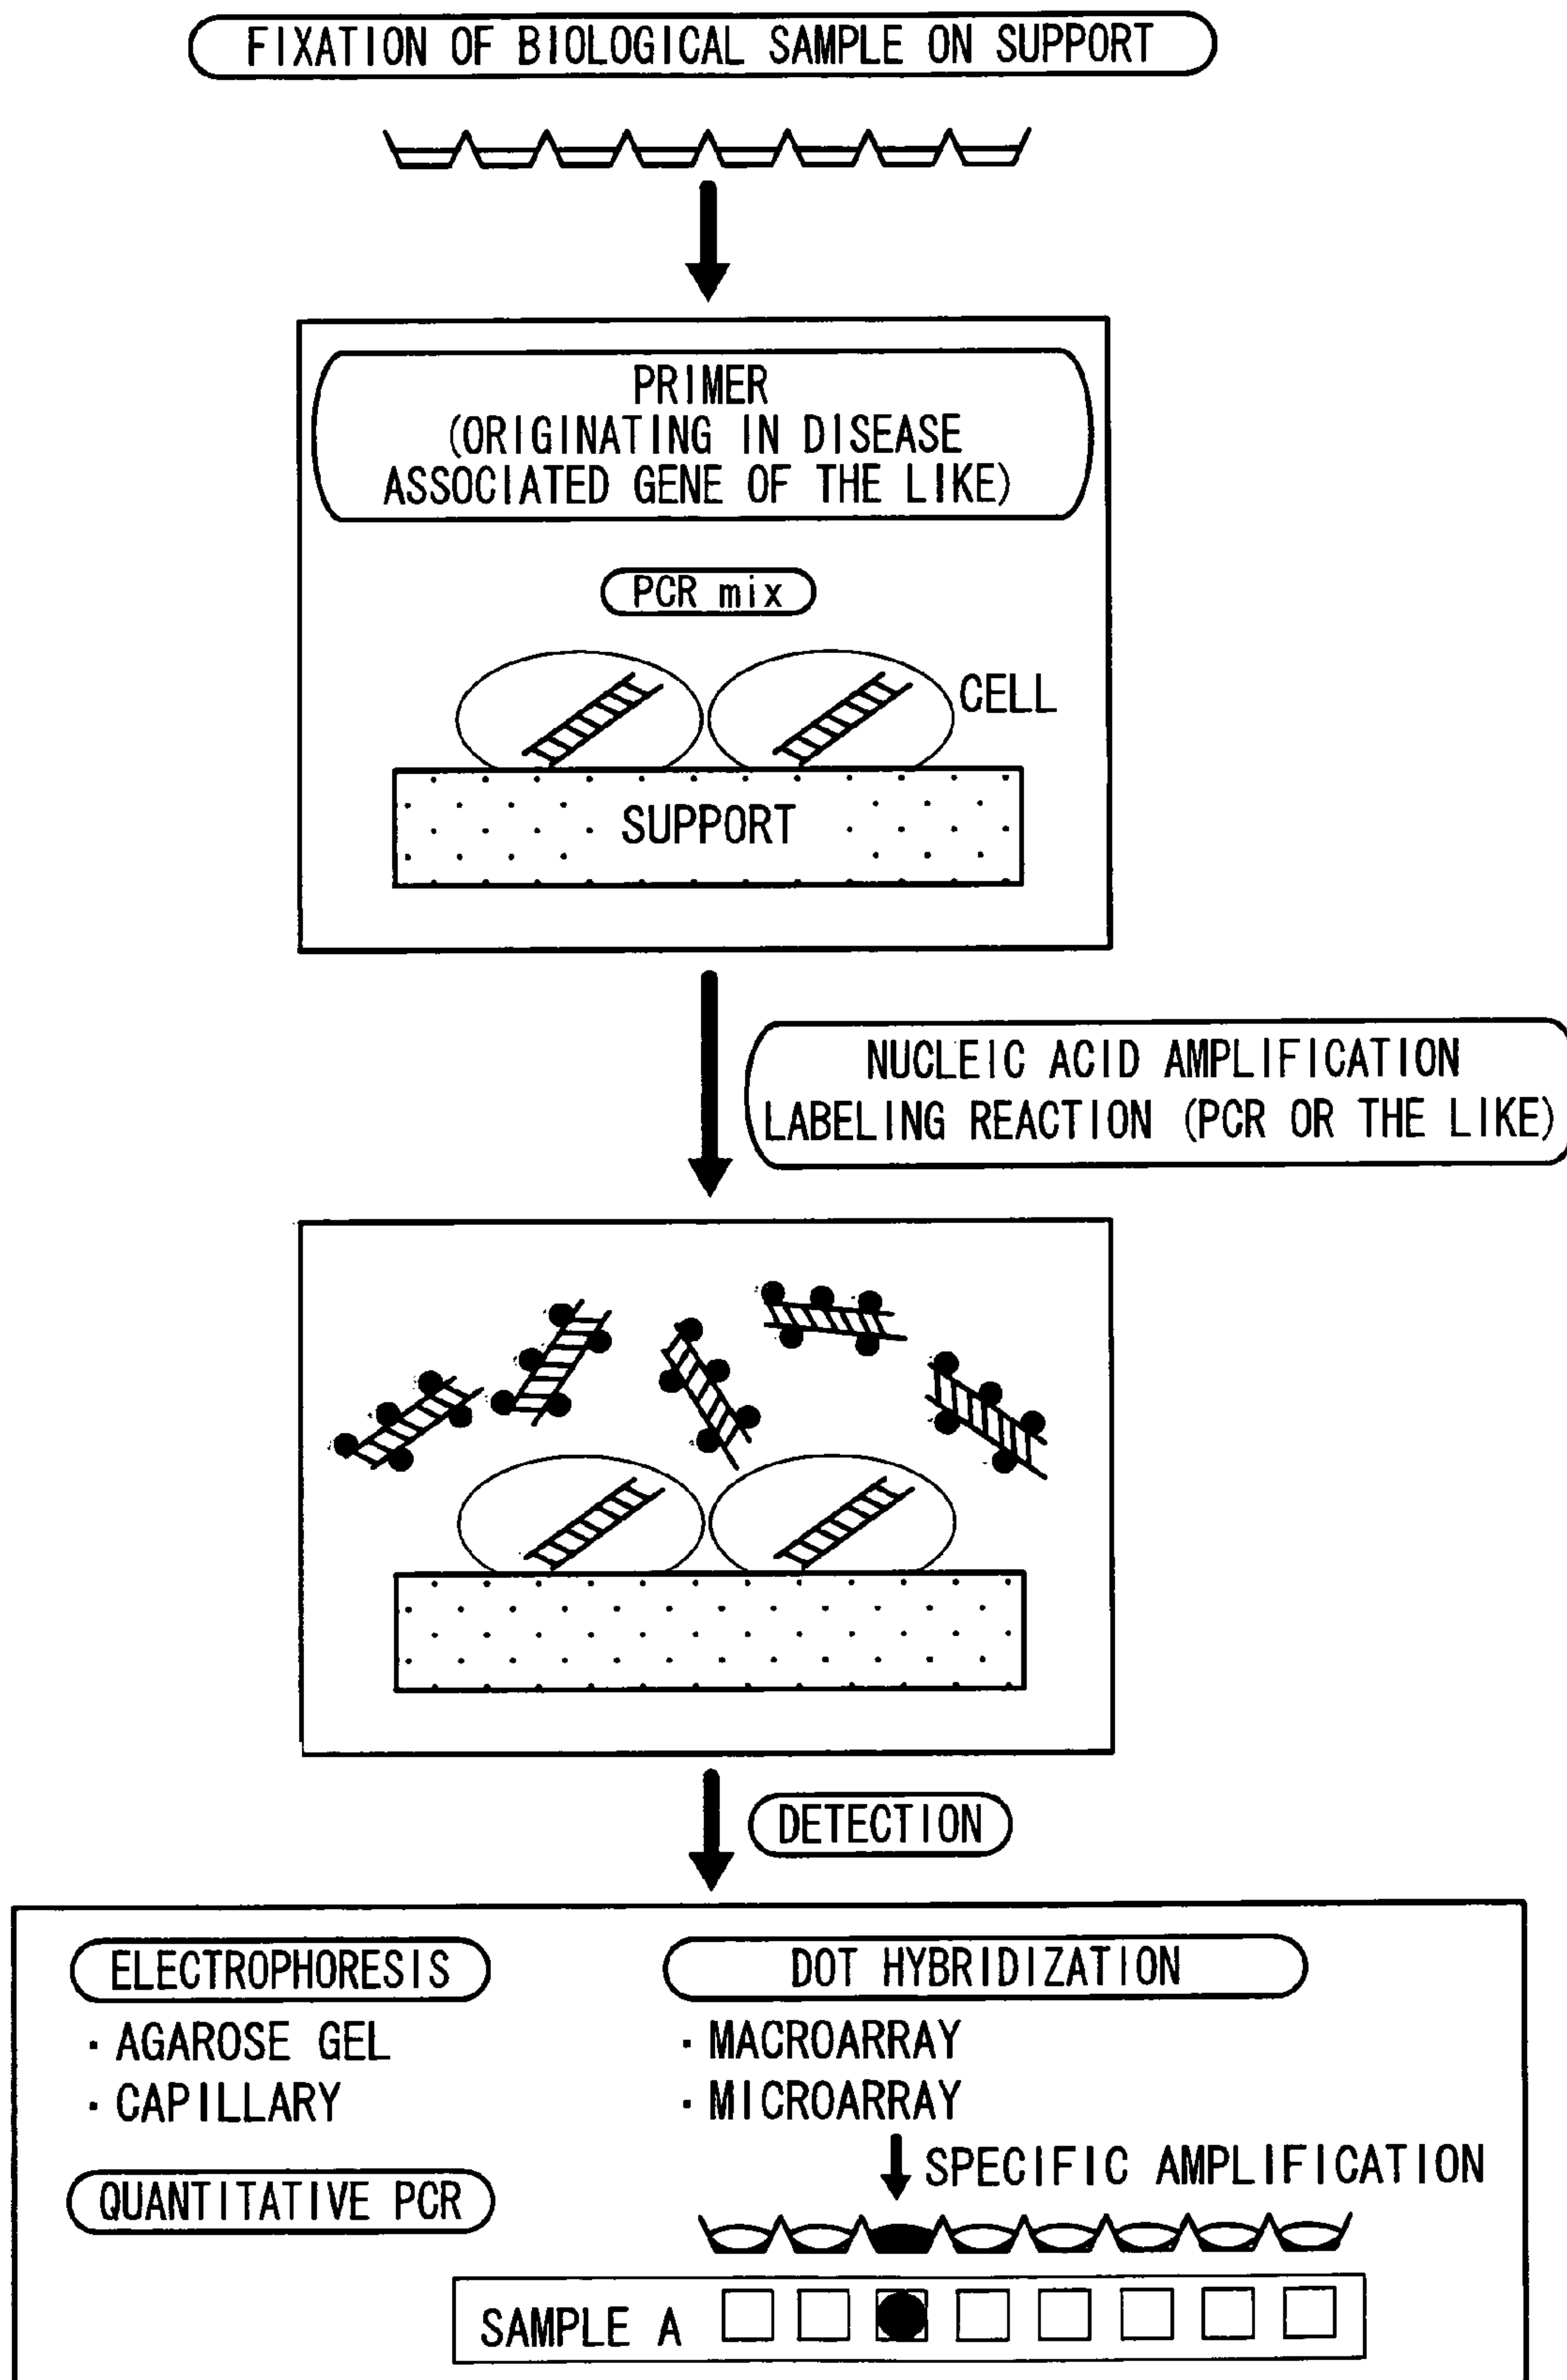 FIXATION OF BIOLOGICAL SAMPLE ON SUPPORT
PRIMER
(ORIGINATING IN DISEASE
ASSOCIATED GENE OF THE LIKE)
PCR mix
CELL
SUPPORT
NUCLEIC ACID AMPLIFICATION
LABELING REACTION (PCR OR THE LIKE)
DETECTION
ELECTROPHORESIS
· AGAROSE GEL
· CAPILLARY
QUANTITATIVE PCR
DOT HYBRIDIZATION
· MACROARRAY
· MICROARRAY
SPECIFIC AMPLIFICATION
SAMPLE A